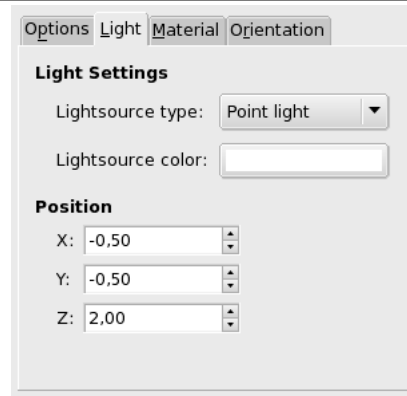 Options Light Material Orientation
Light Settings
Lightsource type: Point light
Lightsource color:
Position
X: -0,50
Y: -0,50
Z: 2,00